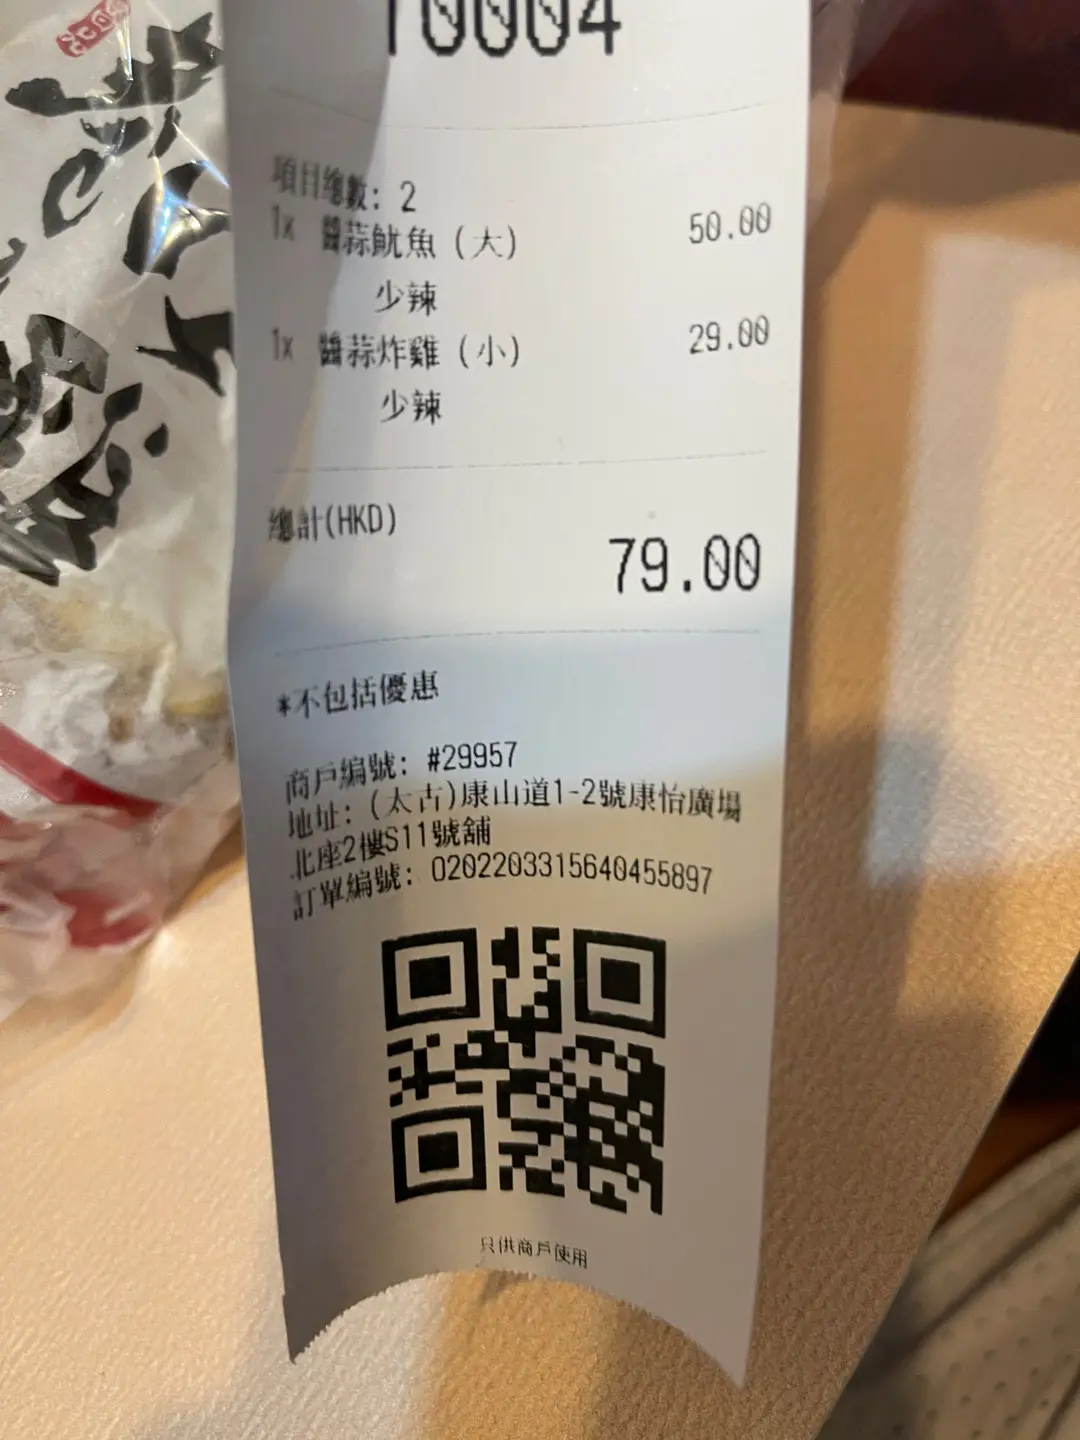 10004
項目總數: 2
1x 醬蒜魷魚 (大) 50.00
少辣
1x 醬蒜炸雞 (小) 29.00
少辣
總計(HKD)
79.00
*不包括優惠
商戶編號: #29957
地址: (太古)康山道1-2號康怡廣場
北座2樓S11號舖
訂單編號: 0202203315640455897
只供商戶使用